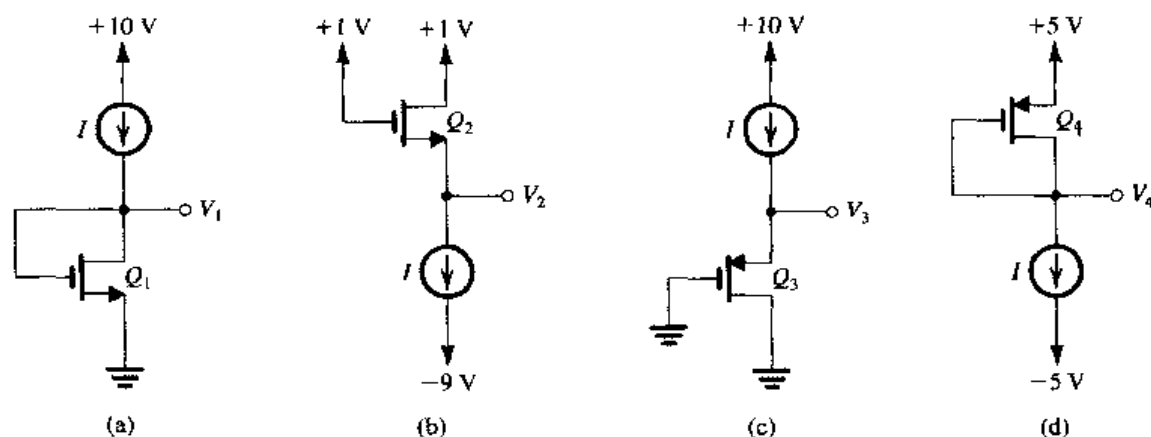 +10 V
I
V₁
Q₁
(a)
+1 V +1 V
Q₂
V₂
I
−9 V
(b)
+10 V
I
V₃
Q₃
(c)
+5 V
Q₄
V₄
I
−5 V
(d)